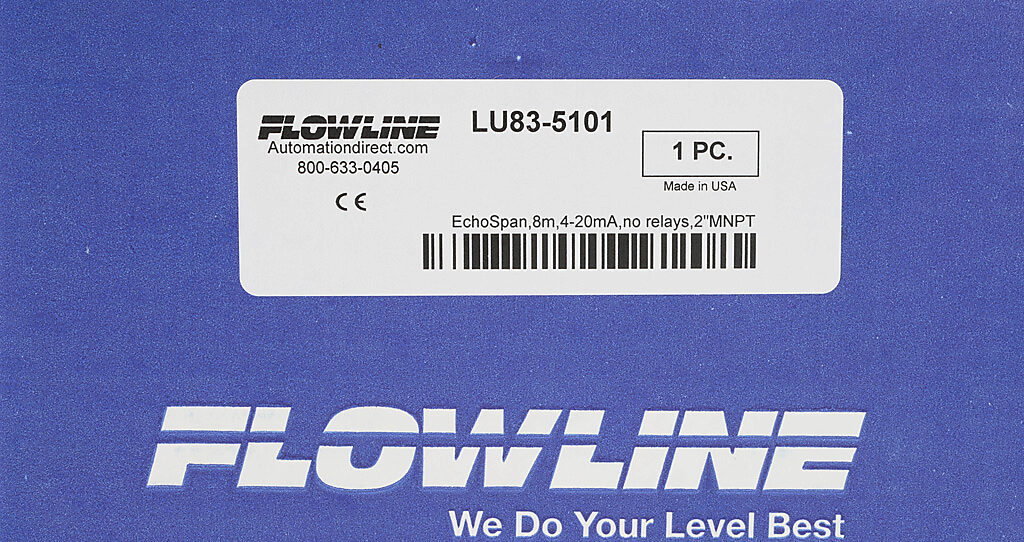 FLOWLINE
LU83-5101
Automationdirect.com
800-633-0405
1 PC.
Made in USA
CE
EchoSpan,8m,4-20mA,no relays,2"MNPT
FLOWLINE
We Do Your Level Best